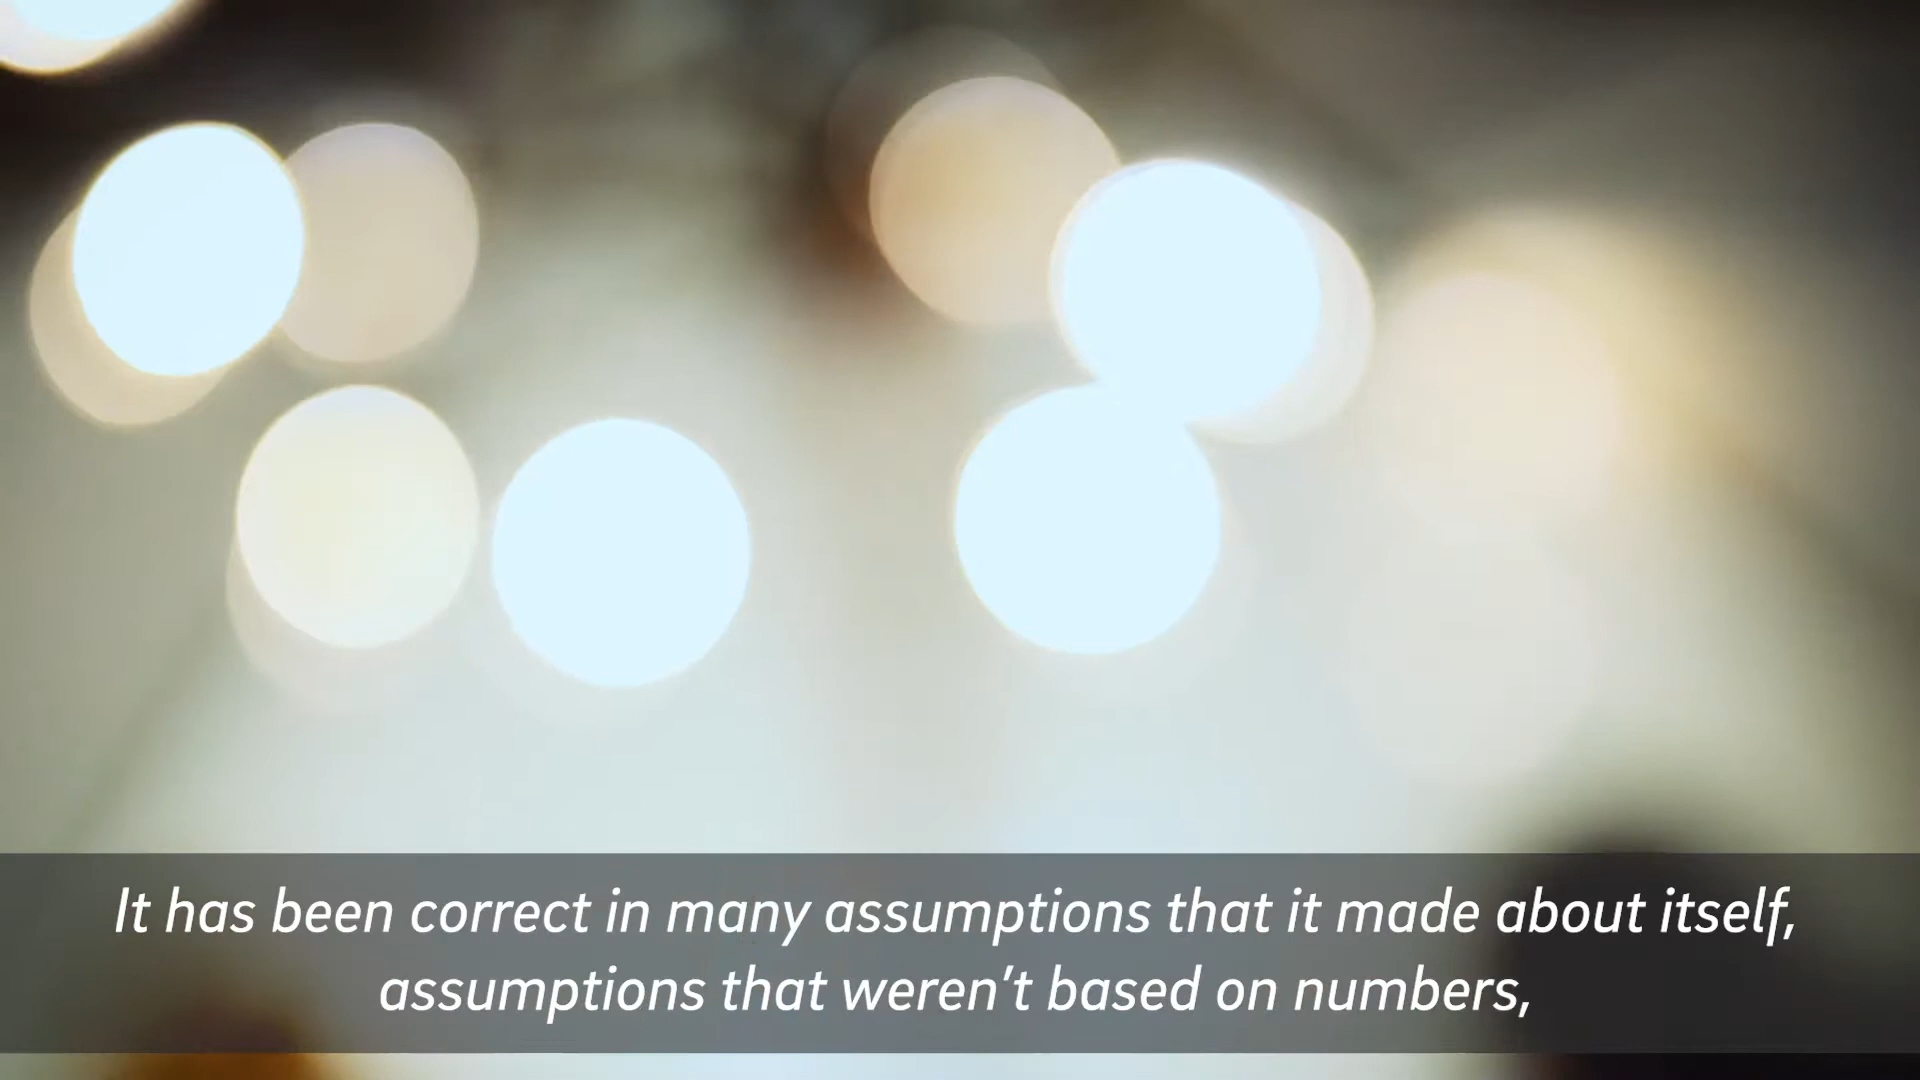 It has been correct in many assumptions that it made about itself,
assumptions that weren’t based on numbers,